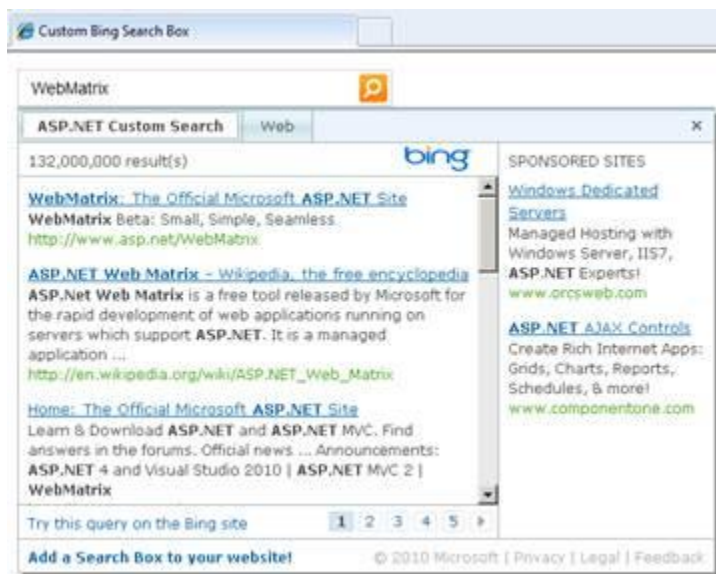 Custom Bing Search Box
WebMatrix
ASP.NET Custom Search
Web
×
132,000,000 result(s)
bing
WebMatrix: The Official Microsoft ASP.NET Site
WebMatrix Beta: Small, Simple, Seamless
http://www.asp.net/WebMatrix
ASP.NET Web Matrix - Wikipedia, the free encyclopedia
ASP.Net Web Matrix is a free tool released by Microsoft for
the rapid development of web applications running on
servers which support ASP.NET. It is a managed
application ...
http://en.wikipedia.org/wiki/ASP.NET_Web_Matrix
Home: The Official Microsoft ASP.NET Site
Learn & Download ASP.NET and ASP.NET MVC. Find
answers in the forums. Official news ... Announcements:
ASP.NET 4 and Visual Studio 2010 | ASP.NET MVC 2 |
WebMatrix
Try this query on the Bing site
1 2 3 4 5
SPONSORED SITES
Windows Dedicated
Servers
Managed Hosting with
Windows Server, IIS7,
ASP.NET Experts!
www.orcsweb.com
ASP.NET AJAX Controls
Create Rich Internet Apps:
Grids, Charts, Reports,
Schedules, & more!
www.componentone.com
Add a Search Box to your website!
© 2010 Microsoft | Privacy | Legal | Feedback